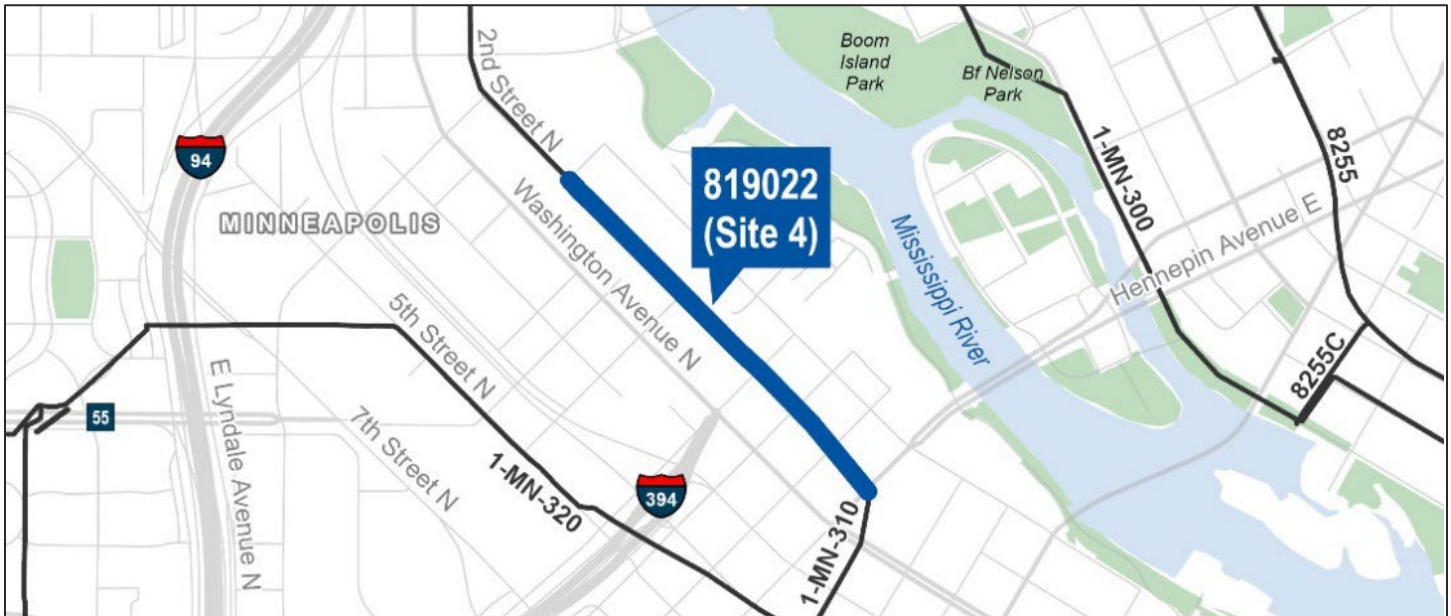 2nd Street N
Boom
Island
Park
Bf Nelson
Park
94
819022
(Site 4)
1-MN-300
8255
MINNEAPOLIS
Washington Avenue N
Mississippi River
Hennepin Avenue E
5th Street N
E Lyndale Avenue N
55
7th Street N
8255C
1-MN-320
394
1-MN-310